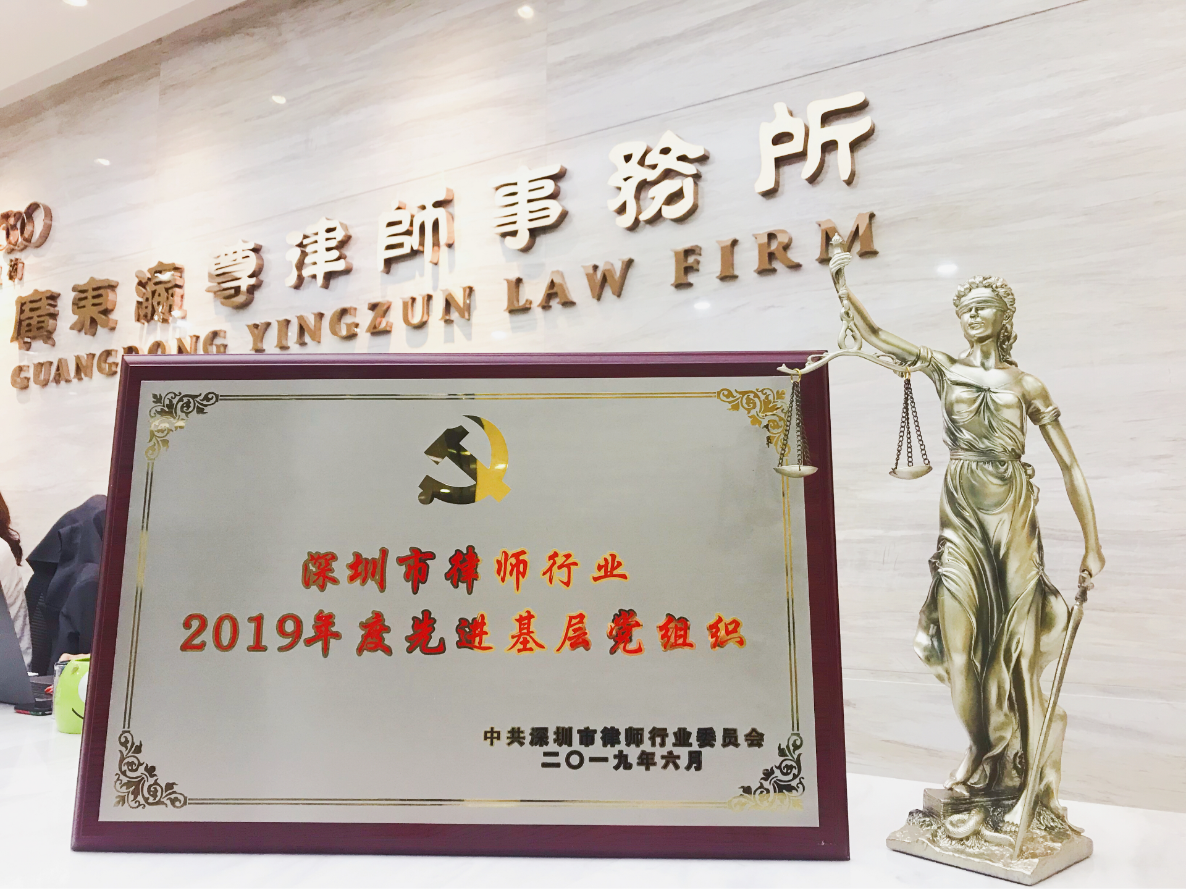 廣東瀛尊律師事務所
GUANGDONG YINGZUN LAW FIRM
深圳市律师行业
2019年度先进基层党组织
中共深圳市律师行业委员会
二〇一九年六月